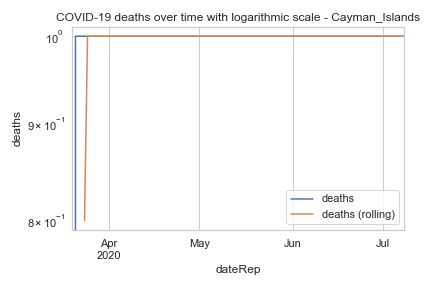 COVID-19 deaths over time with logarithmic scale - Cayman_Islands
10⁰
9 × 10⁻¹
8 × 10⁻¹
deaths
deaths
deaths (rolling)
Apr
2020
May
Jun
Jul
dateRep